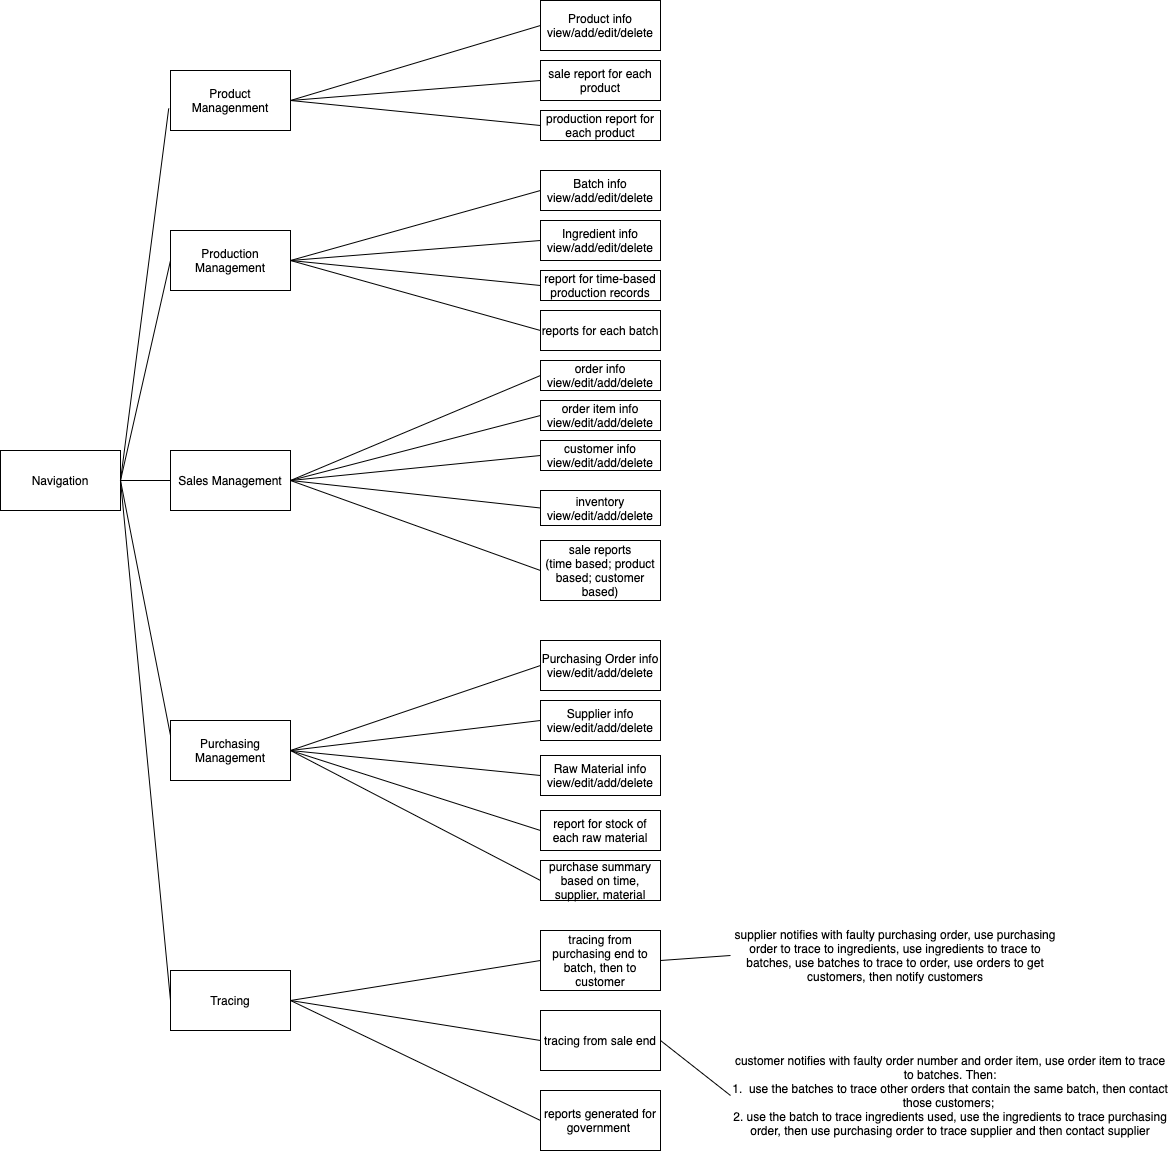 Product info
view/add/edit/delete
sale report for each
product
production report for
each product
Product
Managenment
Batch info
view/add/edit/delete
Ingredient info
view/add/edit/delete
report for time-based
production records
reports for each batch
Production
Management
order info
view/edit/add/delete
order item info
view/edit/add/delete
customer info
view/edit/add/delete
inventory
view/edit/add/delete
sale reports
(time based; product
based; customer
based)
Navigation
Sales Management
Purchasing Order info
view/edit/add/delete
Supplier info
view/edit/add/delete
Raw Material info
view/edit/add/delete
report for stock of
each raw material
purchase summary
based on time,
supplier, material
Purchasing
Management
tracing from
purchasing end to
batch, then to
customer
supplier notifies with faulty purchasing order, use purchasing
order to trace to ingredients, use ingredients to trace to
batches, use batches to trace to order, use orders to get
customers, then notify customers
Tracing
tracing from sale end
customer notifies with faulty order number and order item, use order item to trace
to batches. Then:
1. use the batches to trace other orders that contain the same batch, then contact
those customers;
2. use the batch to trace ingredients used, use the ingredients to trace purchasing
order, then use purchasing order to trace supplier and then contact supplier
reports generated for
government